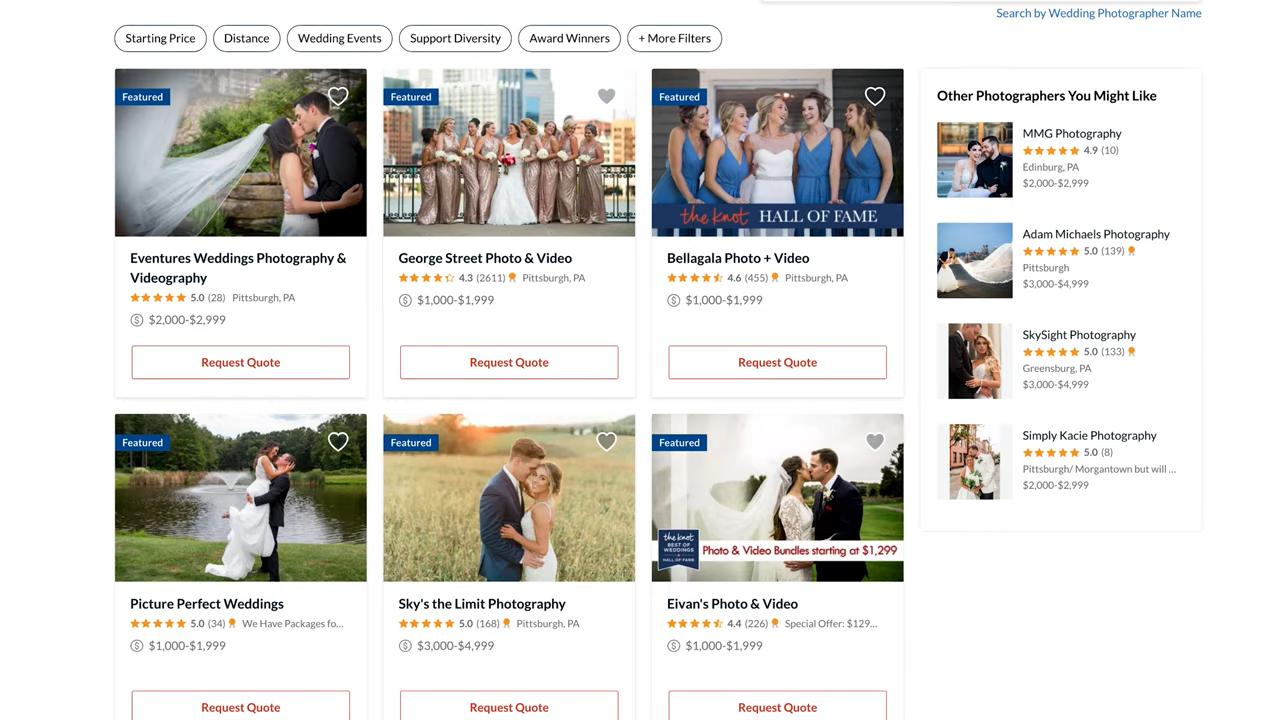 Search by Wedding Photographer Name
Starting Price
Distance
Wedding Events
Support Diversity
Award Winners
+ More Filters
Featured
Eventures Weddings Photography &
Videography
5.0 (28) Pittsburgh, PA
$2,000-$2,999
Request Quote
Featured
George Street Photo & Video
4.3 (2611) Pittsburgh, PA
$1,000-$1,999
Request Quote
Featured
the knot HALL OF FAME
Bellagala Photo + Video
4.6 (455) Pittsburgh, PA
$1,000-$1,999
Request Quote
Featured
Picture Perfect Weddings
5.0 (34) We Have Packages fo...
$1,000-$1,999
Request Quote
Featured
Sky's the Limit Photography
5.0 (168) Pittsburgh, PA
$3,000-$4,999
Request Quote
Featured
the knot
BEST OF
WEDDINGS
HALL OF FAME
Photo & Video Bundles starting at $1,299
Eivan's Photo & Video
4.4 (226) Special Offer: $129...
$1,000-$1,999
Request Quote
Other Photographers You Might Like
MMG Photography
4.9 (10)
Edinburg, PA
$2,000-$2,999
Adam Michaels Photography
5.0 (139)
Pittsburgh
$3,000-$4,999
SkySight Photography
5.0 (133)
Greensburg, PA
$3,000-$4,999
Simply Kacie Photography
5.0 (8)
Pittsburgh/ Morgantown but will ...
$2,000-$2,999